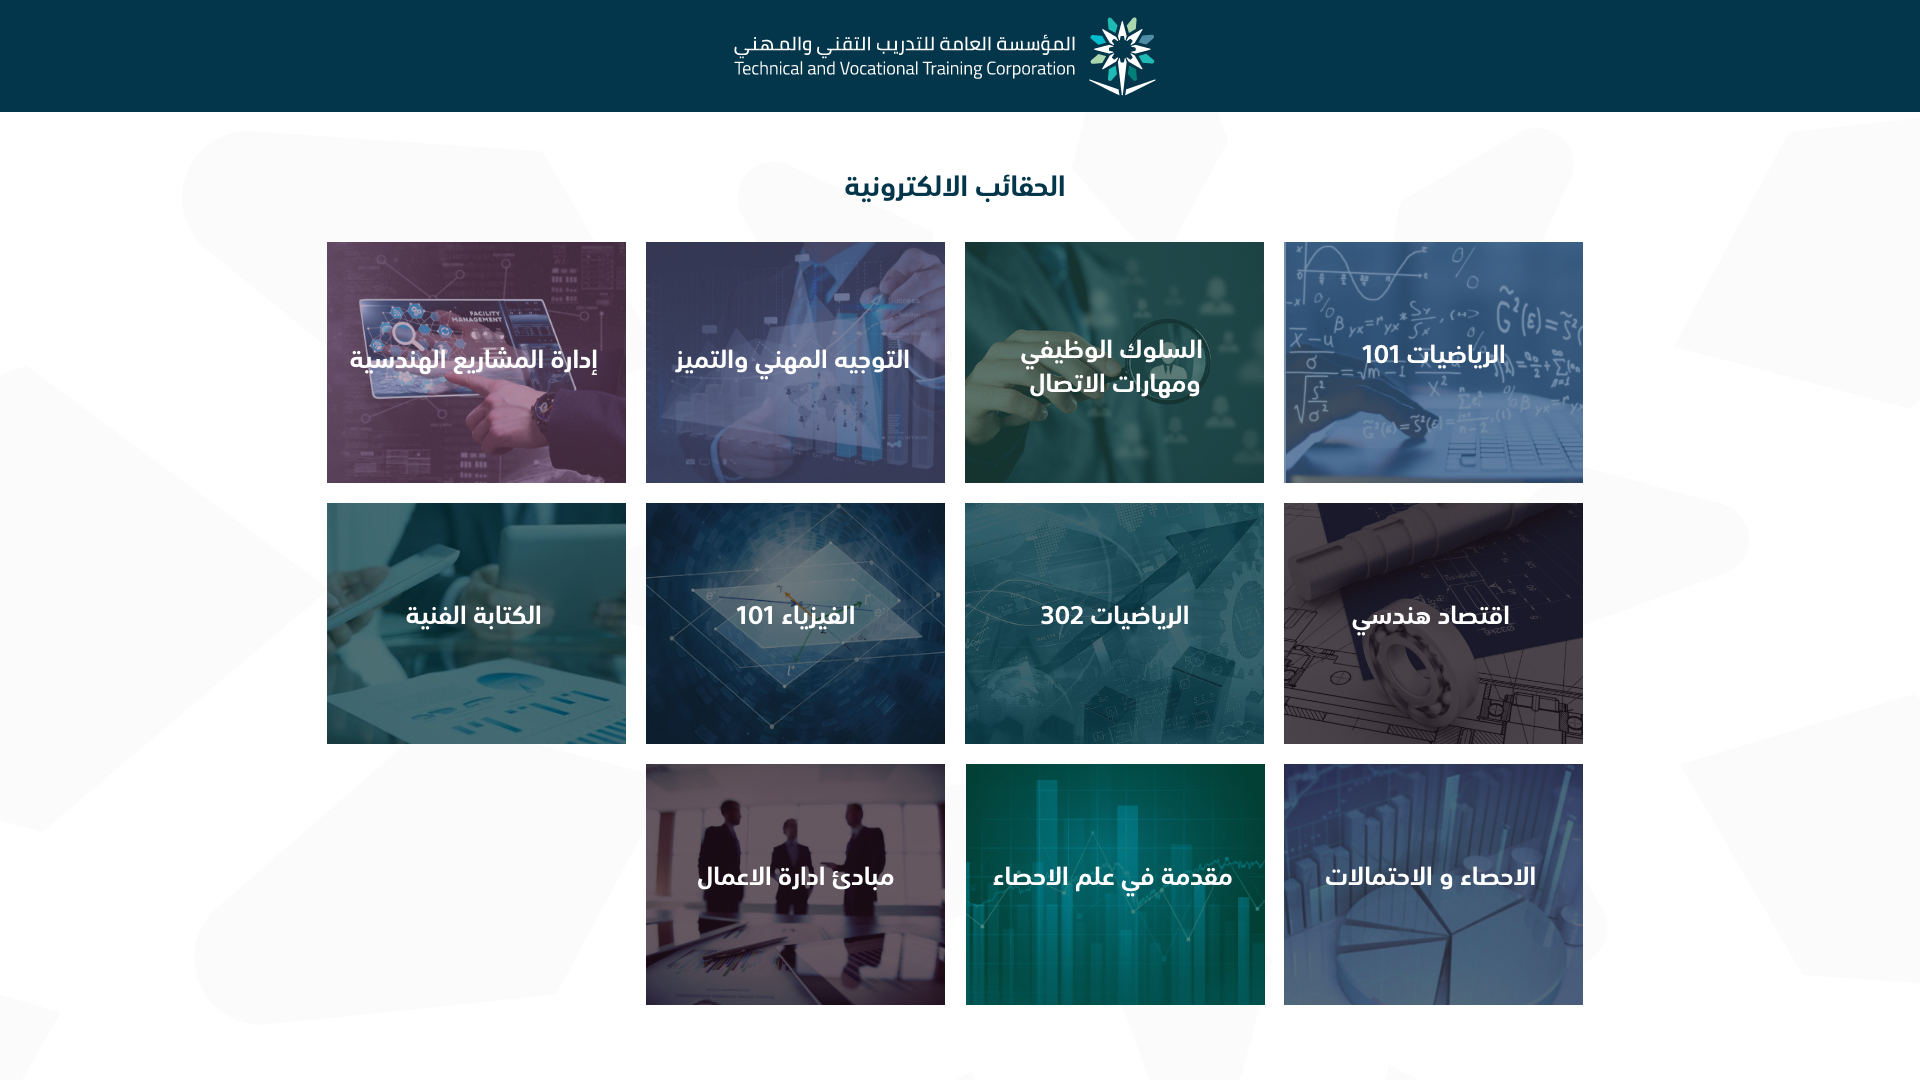 المؤسسة العامة للتدريب التقني والمهني
Technical and Vocational Training Corporation
الحقائب الالكترونية
الرياضيات 101
السلوك الوظيفي
ومهارات الاتصال
التوجيه المهني والتميز
إدارة المشاريع الهندسية
FACILITY
MANAGEMENT
اقتصاد هندسي
الرياضيات 302
الفيزياء 101
الكتابة الفنية
الاحصاء و الاحتمالات
مقدمة في علم الاحصاء
مبادئ ادارة الاعمال